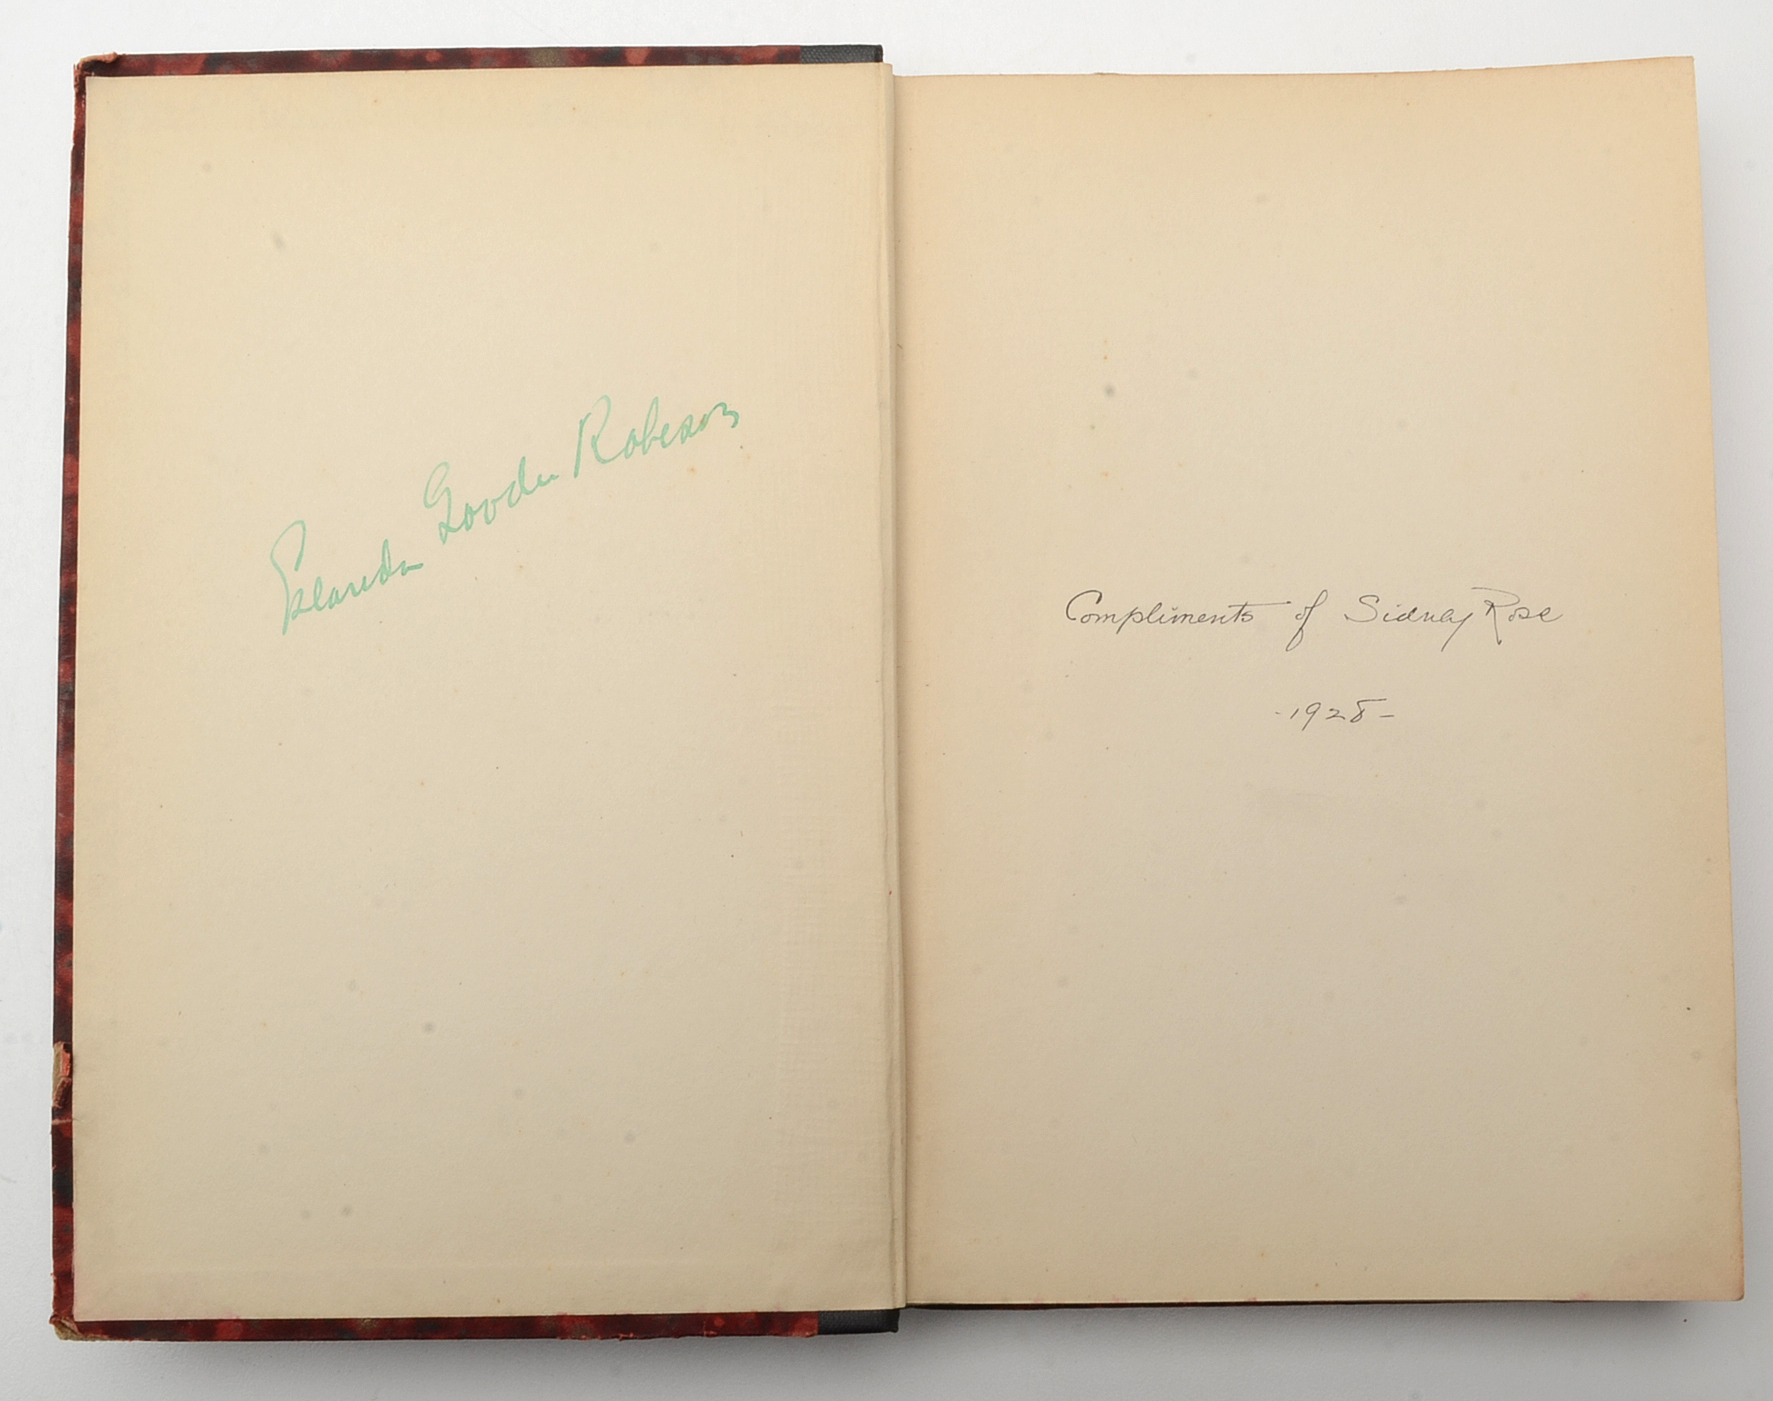 Eslanda Goode Robeson
Compliments of Sidney Rose
-1928-